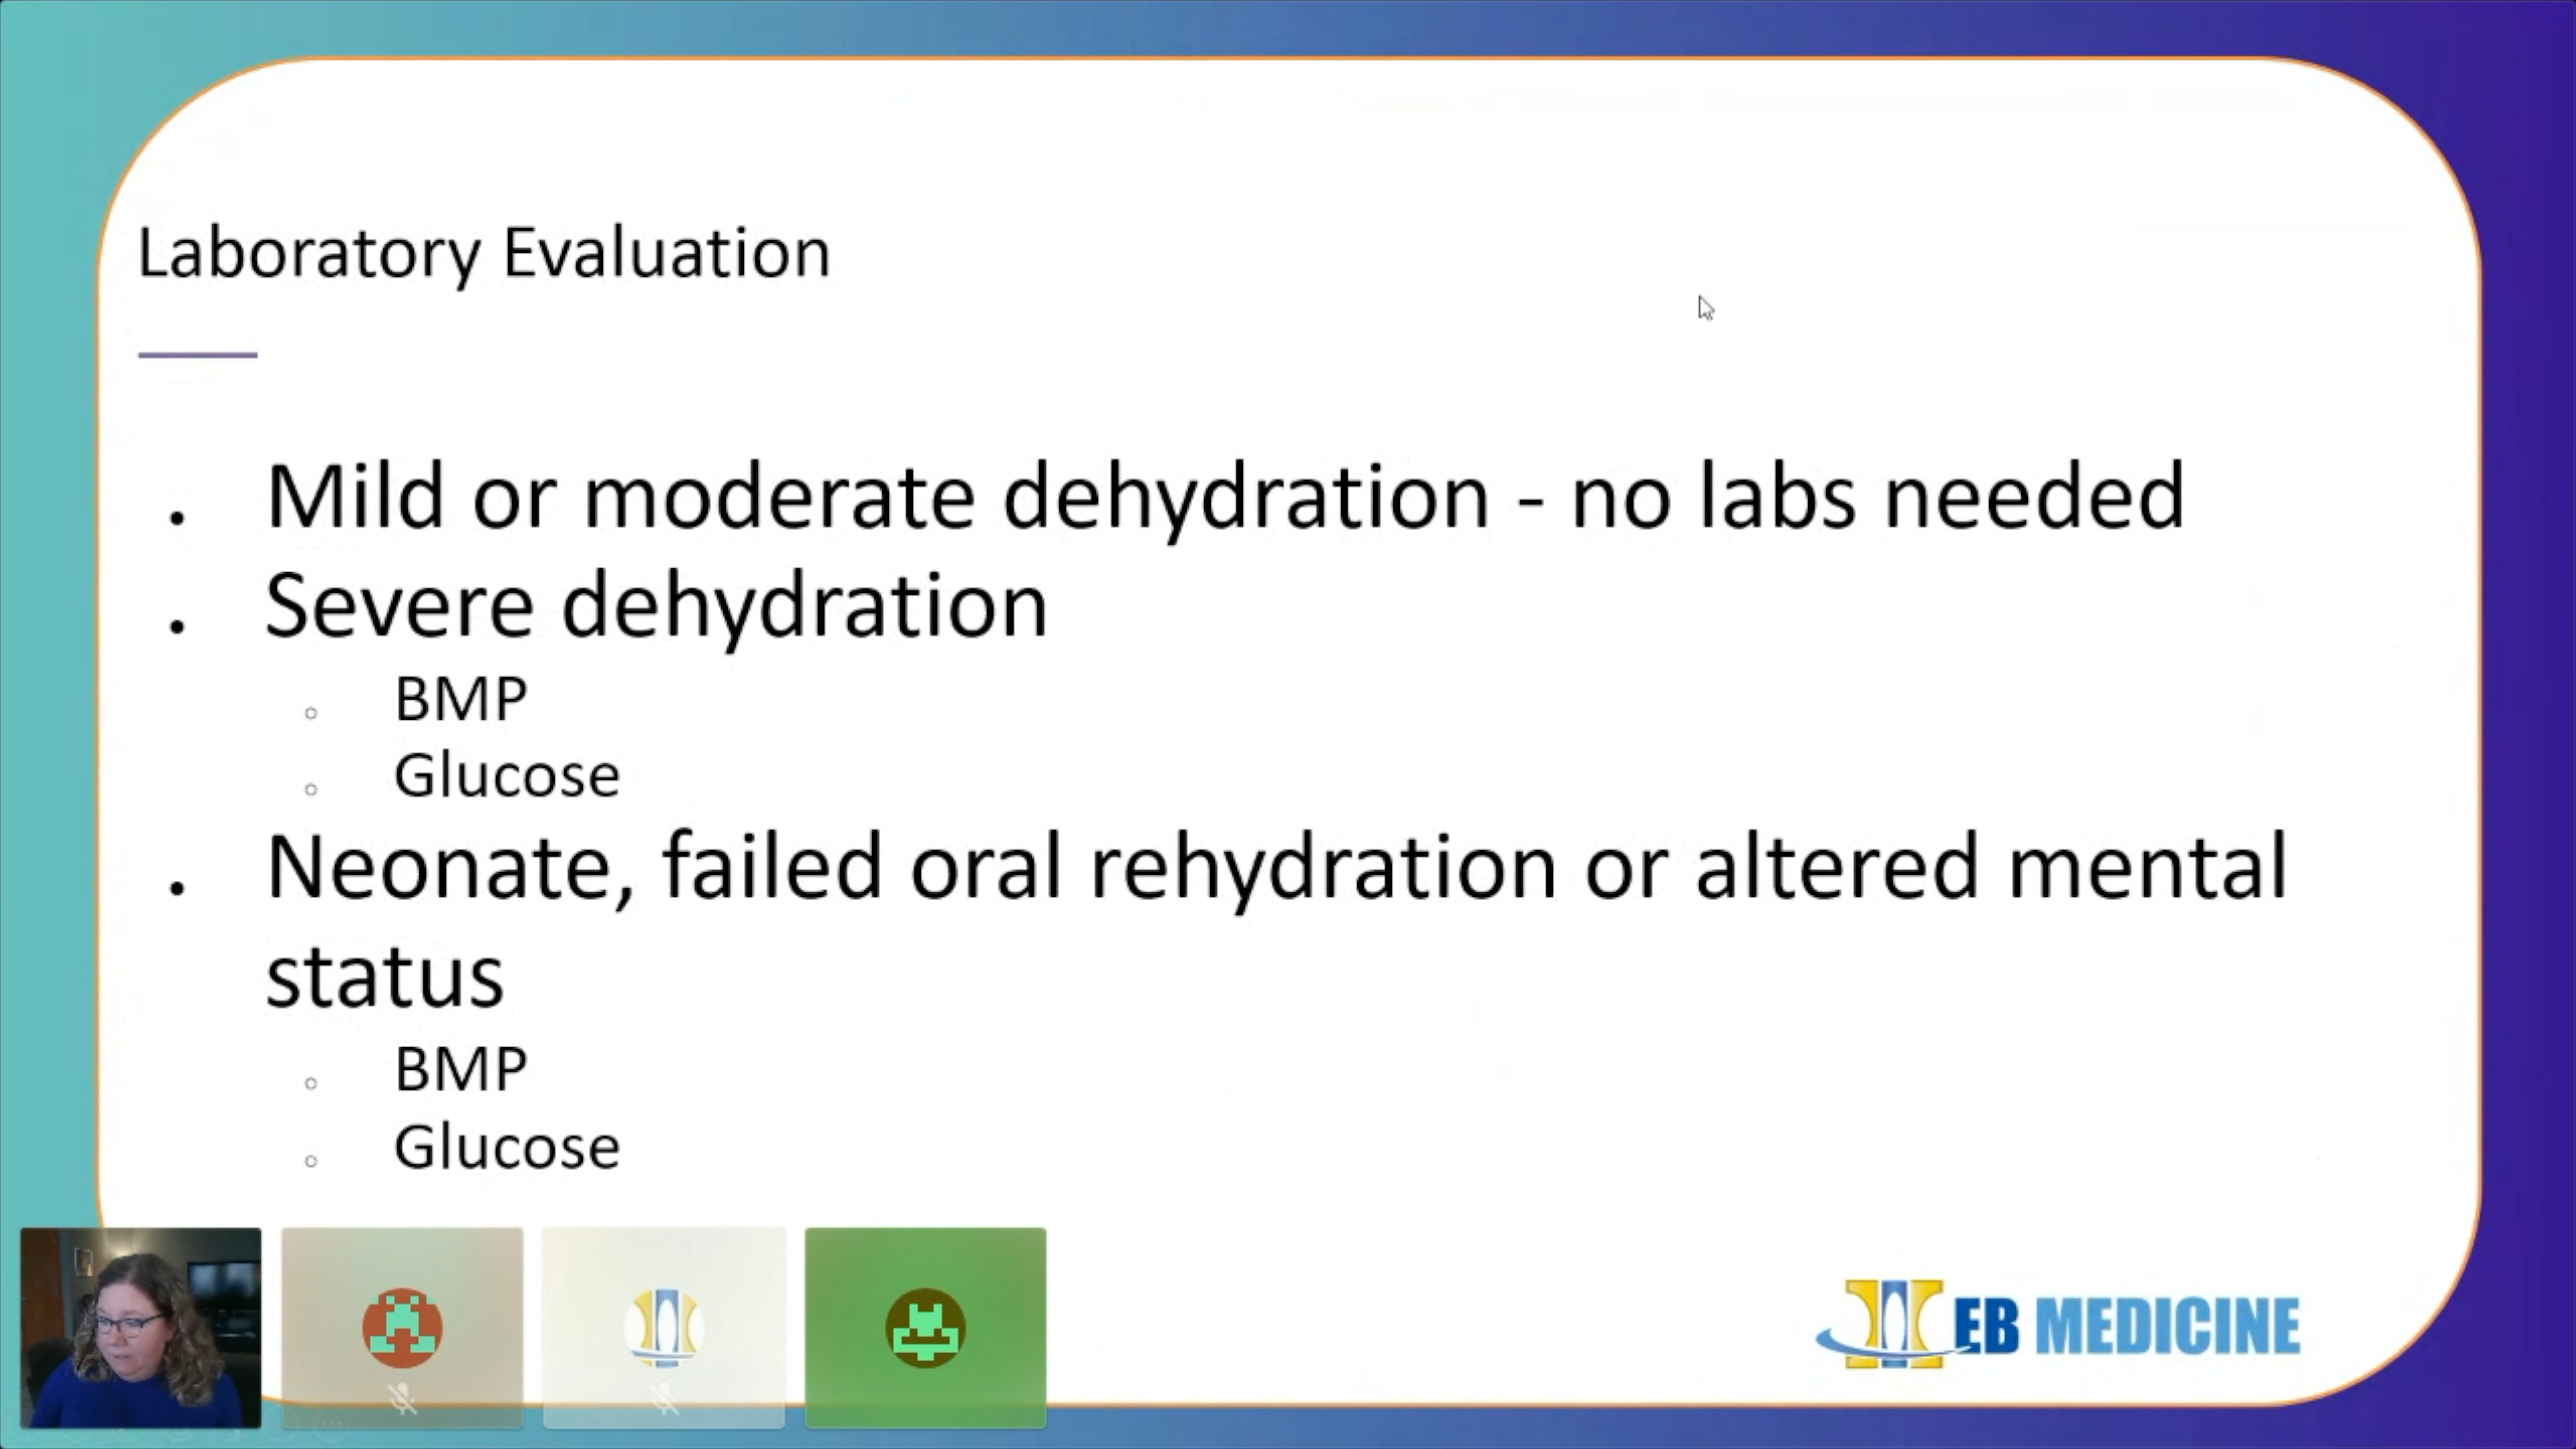 Laboratory Evaluation
. Mild or moderate dehydration - no labs needed
. Severe dehydration
○ BMP
○ Glucose
. Neonate, failed oral rehydration or altered mental
status
○ BMP
○ Glucose
EB MEDICINE